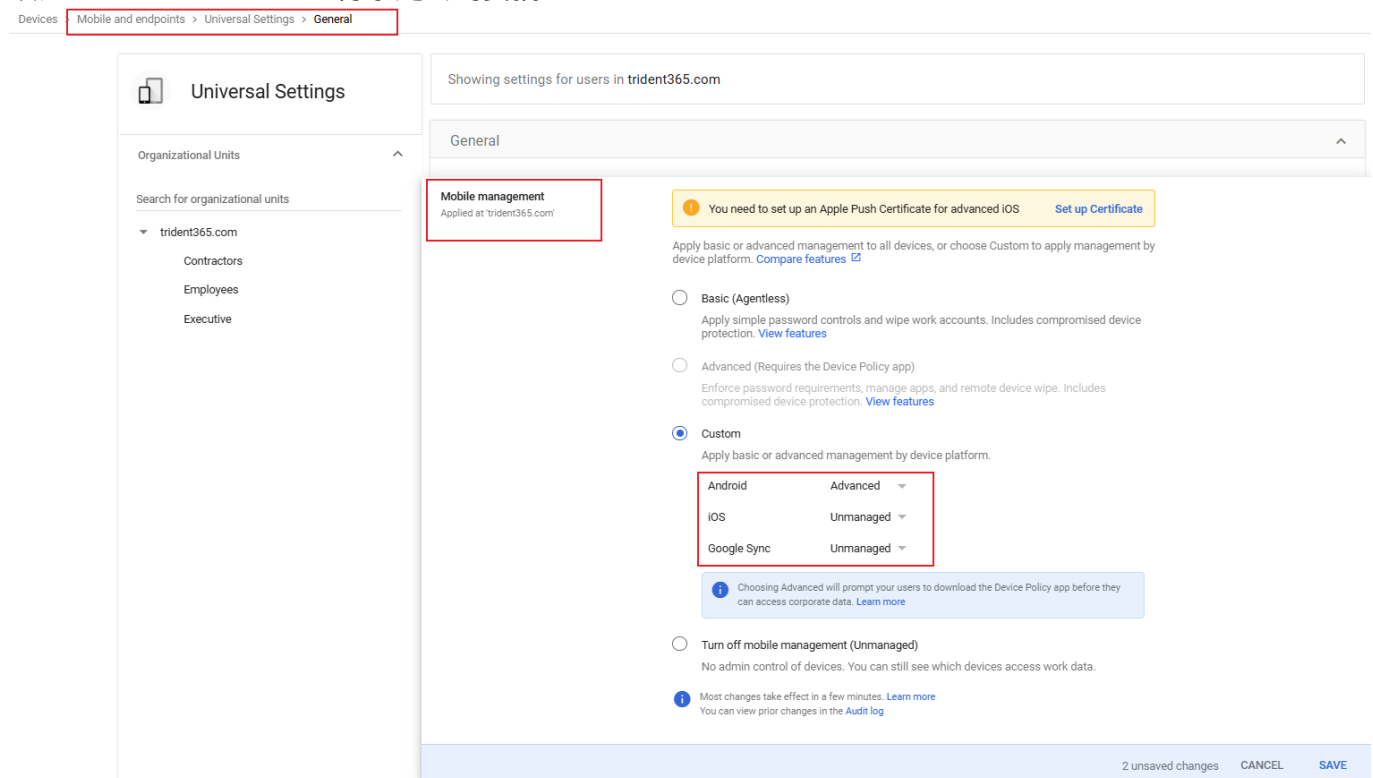 Devices > Mobile and endpoints > Universal Settings > General
Universal Settings
Showing settings for users in trident365.com
General
Organizational Units
Search for organizational units
trident365.com
Contractors
Employees
Executive
Mobile management
Applied at 'trident365.com'
You need to set up an Apple Push Certificate for advanced iOS Set up Certificate
Apply basic or advanced management to all devices, or choose Custom to apply management by
device platform. Compare features
Basic (Agentless)
Apply simple password controls and wipe work accounts. Includes compromised device
protection. View features
Advanced (Requires the Device Policy app)
Enforce password requirements, manage apps, and remote device wipe. Includes
compromised device protection. View features
Custom
Apply basic or advanced management by device platform.
Android Advanced
iOS Unmanaged
Google Sync Unmanaged
Choosing Advanced will prompt your users to download the Device Policy app before they
can access corporate data. Learn more
Turn off mobile management (Unmanaged)
No admin control of devices. You can still see which devices access work data.
Most changes take effect in a few minutes. Learn more
You can view prior changes in the Audit log
2 unsaved changes CANCEL SAVE